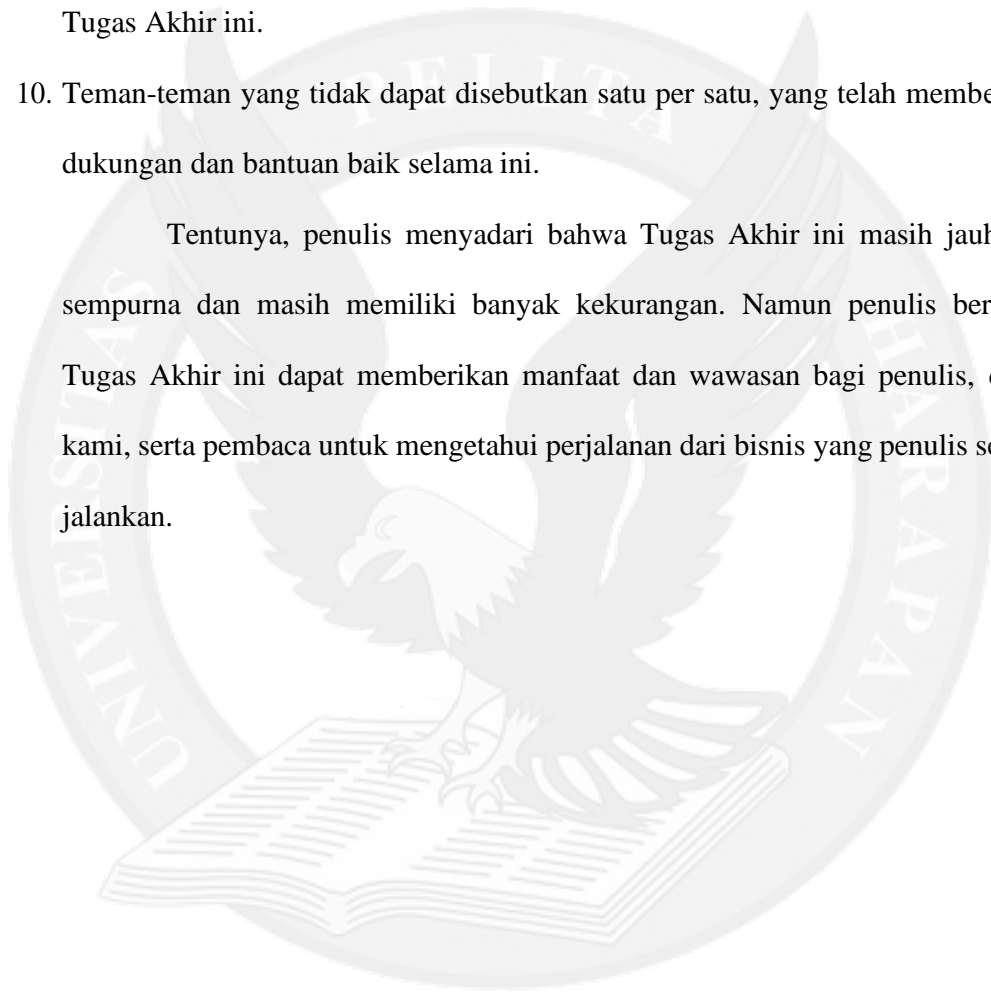 Tugas Akhir ini.
10. Teman-teman yang tidak dapat disebutkan satu per satu, yang telah membe
dukungan dan bantuan baik selama ini.
Tentunya, penulis menyadari bahwa Tugas Akhir ini masih jauh
sempurna dan masih memiliki banyak kekurangan. Namun penulis ber
Tugas Akhir ini dapat memberikan manfaat dan wawasan bagi penulis,
kami, serta pembaca untuk mengetahui perjalanan dari bisnis yang penulis se
jalankan.
UNIVERSITAS PELITA HARAPAN